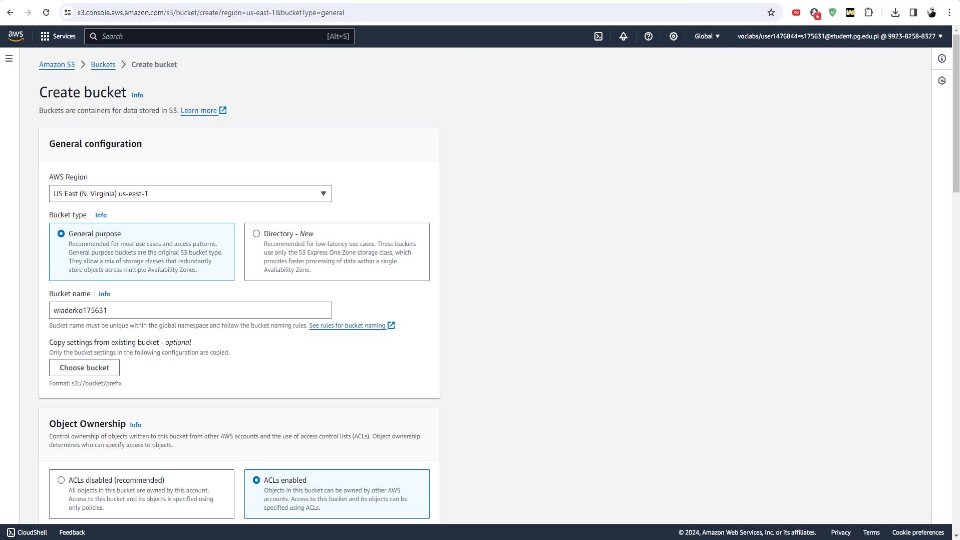 s3.console.aws.amazon.com/s3/bucket/create?region=us-east-1&bucketType=general
aws Services Search [Alt+S] Global voclabs/user1476844=s175631@student.pg.edu.pl @ 9923-8258-8327
Amazon S3 > Buckets > Create bucket
Create bucket Info
Buckets are containers for data stored in S3. Learn more
General configuration
AWS Region
US East (N. Virginia) us-east-1
Bucket type Info
General purpose
Recommended for most use cases and access patterns.
General purpose buckets are the original S3 bucket type.
They allow a mix of storage classes that redundantly
store objects across multiple Availability Zones.
Directory - New
Recommended for low-latency use cases. These buckets
use only the S3 Express One Zone storage class, which
provides faster processing of data within a single
Availability Zone.
Bucket name Info
wiaderko175631
Bucket name must be unique within the global namespace and follow the bucket naming rules. See rules for bucket naming
Copy settings from existing bucket - optional
Only the bucket settings in the following configuration are copied.
Choose bucket
Format: s3://bucket/prefix
Object Ownership Info
Control ownership of objects written to this bucket from other AWS accounts and the use of access control lists (ACLs). Object ownership
determines who can specify access to objects.
ACLs disabled (recommended)
All objects in this bucket are owned by this account.
Access to this bucket and its objects is specified using
only policies.
ACLs enabled
Objects in this bucket can be owned by other AWS
accounts. Access to this bucket and its objects can be
specified using ACLs.
CloudShell Feedback © 2024, Amazon Web Services, Inc. or its affiliates. Privacy Terms Cookie preferences